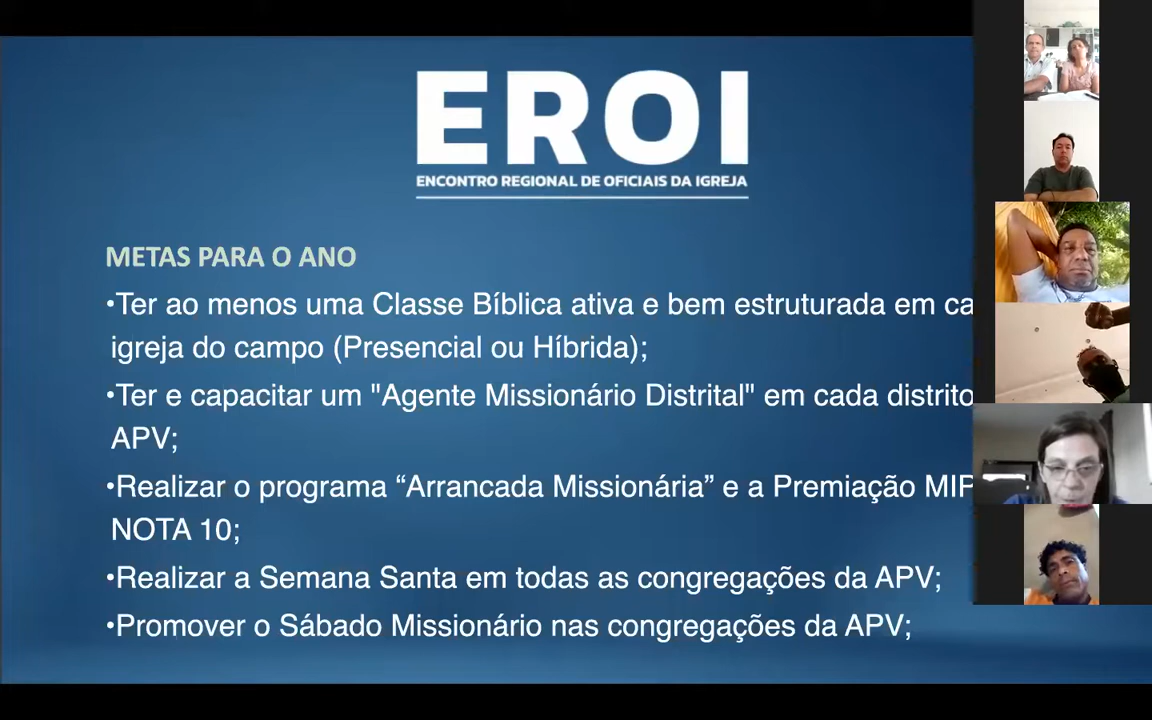 EROI
ENCONTRO REGIONAL DE OFICIAIS DA IGREJA
METAS PARA O ANO
•Ter ao menos uma Classe Bíblica ativa e bem estruturada em ca
igreja do campo (Presencial ou Híbrida);
•Ter e capacitar um "Agente Missionário Distrital" em cada distrito
APV;
•Realizar o programa “Arrancada Missionária” e a Premiação MIP
NOTA 10;
•Realizar a Semana Santa em todas as congregações da APV;
•Promover o Sábado Missionário nas congregações da APV;